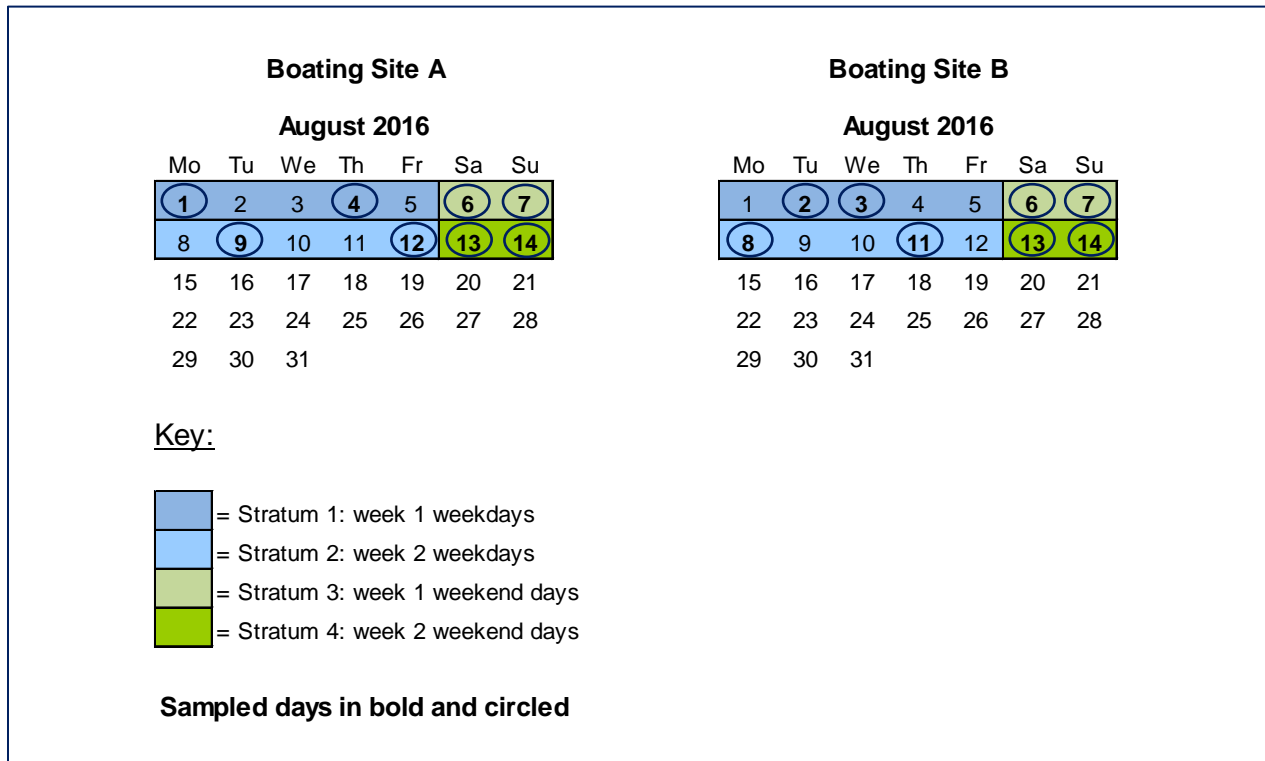 Boating Site A
August 2016
Mo Tu We Th Fr Sa Su
1 2 3 4 5 6 7
8 9 10 11 12 13 14
15 16 17 18 19 20 21
22 23 24 25 26 27 28
29 30 31
Boating Site B
August 2016
Mo Tu We Th Fr Sa Su
1 2 3 4 5 6 7
8 9 10 11 12 13 14
15 16 17 18 19 20 21
22 23 24 25 26 27 28
29 30 31
Key:
= Stratum 1: week 1 weekdays
= Stratum 2: week 2 weekdays
= Stratum 3: week 1 weekend days
= Stratum 4: week 2 weekend days
Sampled days in bold and circled